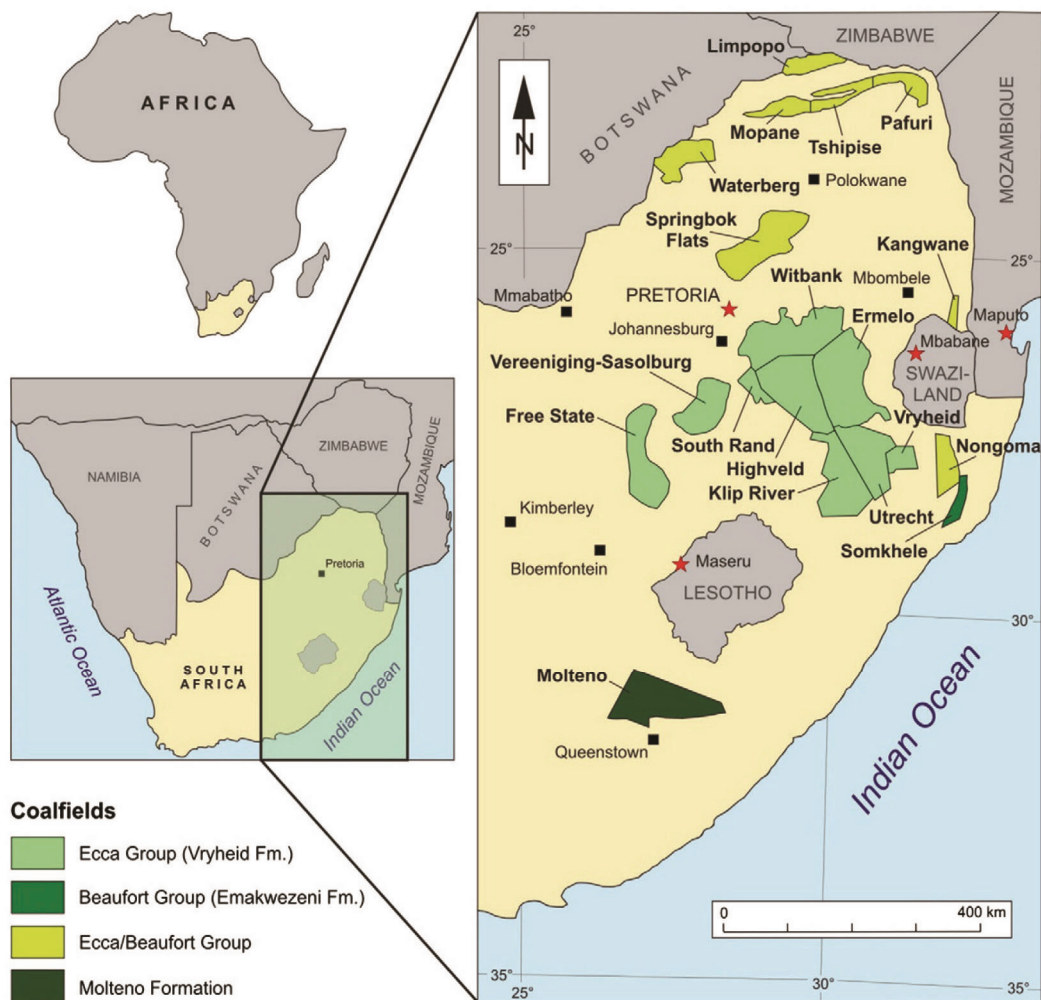 AFRICA
NAMIBIA
BOTSWANA
ZIMBABWE
MOZAMBIQUE
Pretoria
Atlantic Ocean
SOUTH
AFRICA
Indian Ocean
Coalfields
Ecca Group (Vryheid Fm.)
Beaufort Group (Emakwezeni Fm.)
Ecca/Beaufort Group
Molteno Formation
25°
N
BOTSWANA
Limpopo
ZIMBABWE
MOZAMBIQUE
Mopane
Tshipise
Pafuri
Waterberg
Polokwane
Springbok
Flats
25°
25°
Kangwane
Witbank
Mbombele
Mmabatho
PRETORIA
Johannesburg
Ermelo
Maputo
Mbabane
SWAZI-
LAND
Vereeniging-Sasolburg
Free State
Vryheid
South Rand
Highveld
Klip River
Nongoma
Utrecht
Somkhele
Kimberley
Bloemfontein
Maseru
LESOTHO
30°
Molteno
Queenstown
Indian Ocean
0
400 km
35°
25°
30°
35°